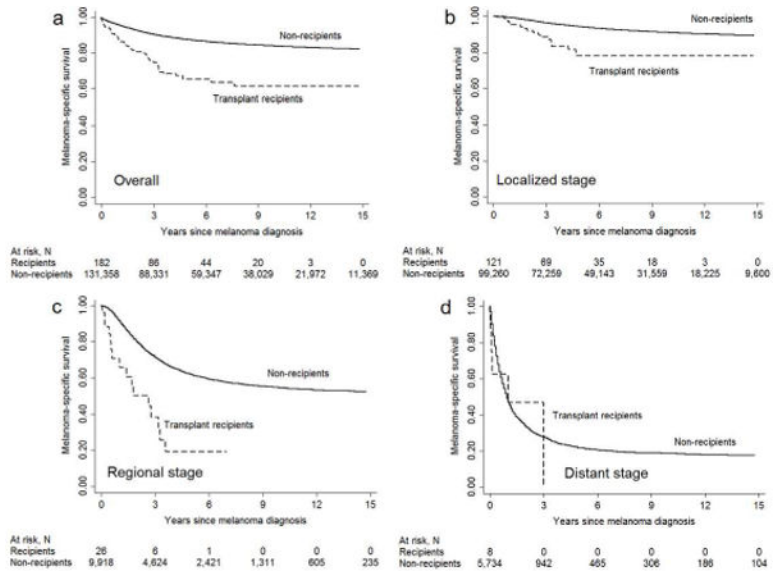 a
Melanoma-specific survival
0.00 0.20 0.40 0.60 0.80 1.00
Non-recipients
Transplant recipients
Overall
0 3 6 9 12 15
Years since melanoma diagnosis
At risk, N
Recipients 182 86 44 20 3 0
Non-recipients 131,358 88,331 59,347 38,029 21,972 11,369
b
Melanoma-specific survival
0.00 0.20 0.40 0.60 0.80 1.00
Non-recipients
Transplant recipients
Localized stage
0 3 6 9 12 15
Years since melanoma diagnosis
At risk, N
Recipients 121 69 35 18 3 0
Non-recipients 99,260 72,259 49,143 31,559 18,225 9,600
c
Melanoma-specific survival
0.00 0.20 0.40 0.60 0.80 1.00
Non-recipients
Transplant recipients
Regional stage
0 3 6 9 12 15
Years since melanoma diagnosis
At risk, N
Recipients 26 6 1 0 0 0
Non-recipients 9,918 4,624 2,421 1,311 605 235
d
Melanoma-specific survival
0.00 0.20 0.40 0.60 0.80 1.00
Transplant recipients
Non-recipients
Distant stage
0 3 6 9 12 15
Years since melanoma diagnosis
At risk, N
Recipients 8 0 0 0 0 0
Non-recipients 5,734 942 465 306 186 104